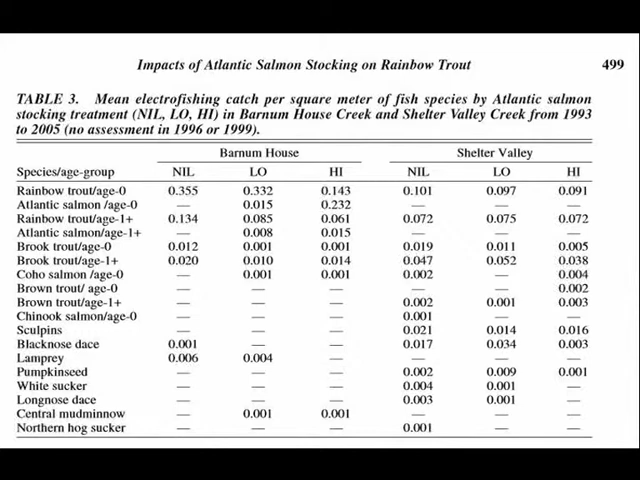 Impacts of Atlantic Salmon Stocking on Rainbow Trout 499
TABLE 3. Mean electrofishing catch per square meter of fish species by Atlantic salmon
stocking treatment (NIL, LO, HI) in Barnum House Creek and Shelter Valley Creek from 1993
to 2005 (no assessment in 1996 or 1999).
Barnum House Shelter Valley
Species/age-group NIL LO HI NIL LO HI
Rainbow trout/age-0 0.355 0.332 0.143 0.101 0.097 0.091
Atlantic salmon /age-0 — 0.015 0.232 — — —
Rainbow trout/age-1+ 0.134 0.085 0.061 0.072 0.075 0.072
Atlantic salmon/age-1+ — 0.008 0.015 — — —
Brook trout/age-0 0.012 0.001 0.001 0.019 0.011 0.005
Brook trout/age-1+ 0.020 0.010 0.014 0.047 0.052 0.038
Coho salmon /age-0 — 0.001 0.001 0.002 — 0.004
Brown trout/ age-0 — — — — — 0.002
Brown trout/age-1+ — — — 0.002 0.001 0.003
Chinook salmon/age-0 — — — 0.001 — —
Sculpins — — — 0.021 0.014 0.016
Blacknose dace 0.001 — — 0.017 0.034 0.003
Lamprey 0.006 0.004 — — — —
Pumpkinseed — — — 0.002 0.009 0.001
White sucker — — — 0.004 0.001 —
Longnose dace — — — 0.003 0.001 —
Central mudminnow — 0.001 0.001 — — —
Northern hog sucker — — — 0.001 — —